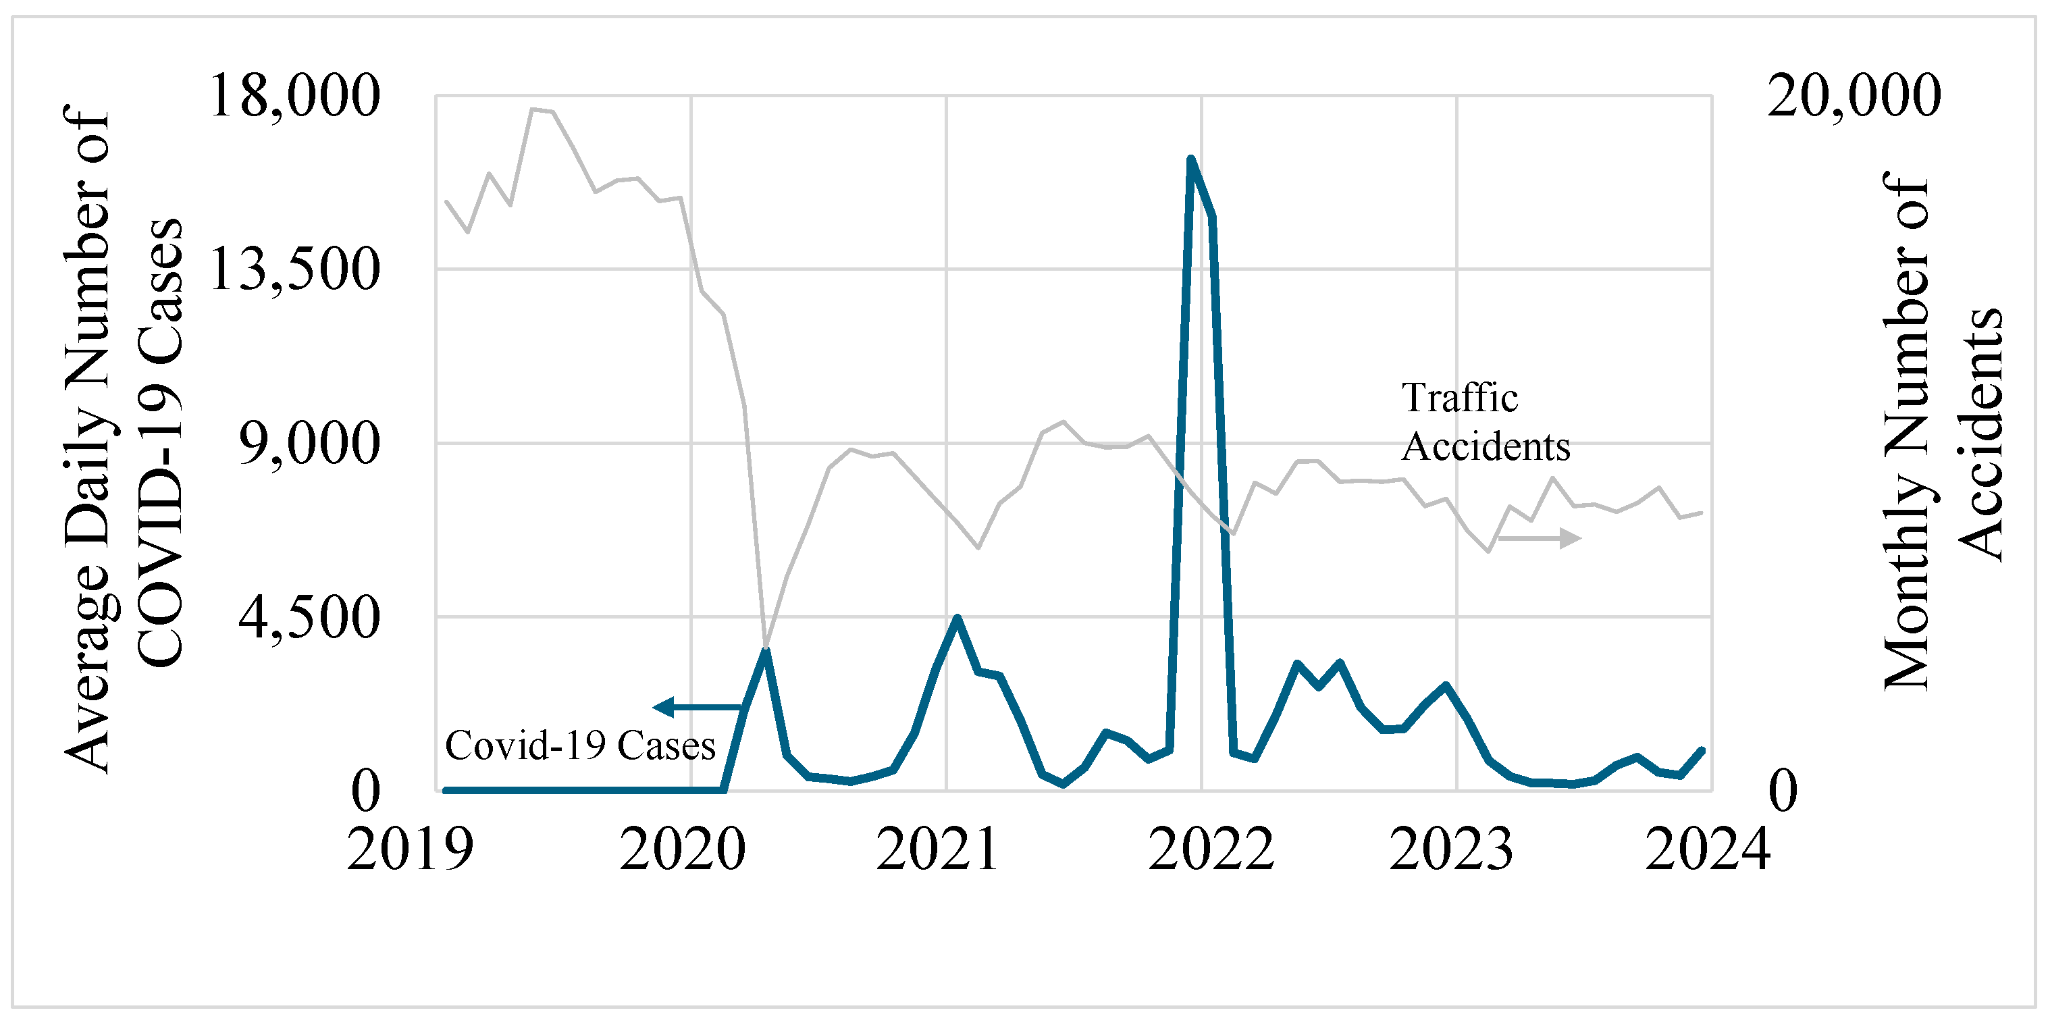 Average Daily Number of
COVID-19 Cases
18,000
13,500
9,000
4,500
0
20,000
0
Monthly Number of
Accidents
Traffic
Accidents
Covid-19 Cases
2019
2020
2021
2022
2023
2024